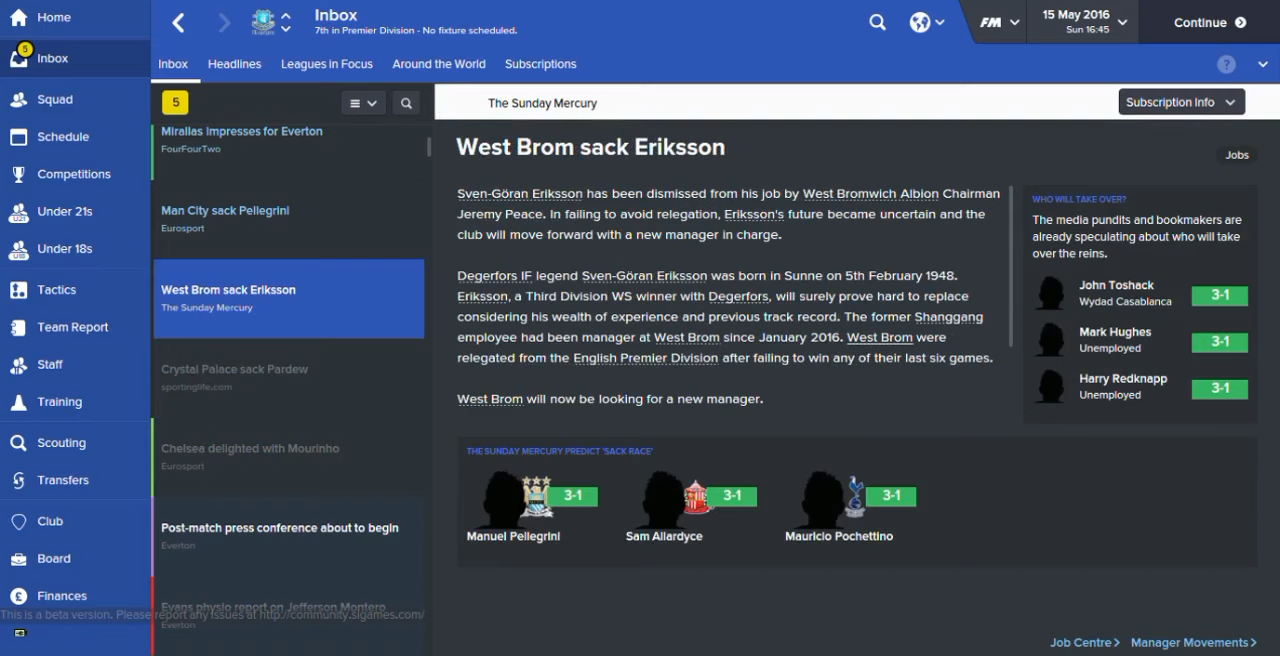 Home
5
Inbox
Squad
Schedule
Competitions
U21
Under 21s
U18
Under 18s
Tactics
Team Report
Staff
Training
Scouting
Transfers
Club
Board
Finances
This is a beta version. Please report any issues at http://community.sigames.com/
Inbox
7th in Premier Division - No fixture scheduled.
FM
15 May 2016
Sun 16:45
Continue
Inbox
Headlines
Leagues in Focus
Around the World
Subscriptions
?
5
Mirallas impresses for Everton
FourFourTwo
Man City sack Pellegrini
Eurosport
West Brom sack Eriksson
The Sunday Mercury
Crystal Palace sack Pardew
sportinglife.com
Chelsea delighted with Mourinho
Eurosport
Post-match press conference about to begin
Everton
Evans physio report on Jefferson Montero
Everton
The Sunday Mercury
Subscription Info
West Brom sack Eriksson
Jobs
Sven-Göran Eriksson has been dismissed from his job by West Bromwich Albion Chairman
Jeremy Peace. In failing to avoid relegation, Eriksson's future became uncertain and the
club will move forward with a new manager in charge.
Degerfors IF legend Sven-Göran Eriksson was born in Sunne on 5th February 1948.
Eriksson, a Third Division WS winner with Degerfors, will surely prove hard to replace
considering his wealth of experience and previous track record. The former Shanggang
employee had been manager at West Brom since January 2016. West Brom were
relegated from the English Premier Division after failing to win any of their last six games.
West Brom will now be looking for a new manager.
WHO WILL TAKE OVER?
The media pundits and bookmakers are
already speculating about who will take
over the reins.
John Toshack
Wydad Casablanca
3-1
Mark Hughes
Unemployed
3-1
Harry Redknapp
Unemployed
3-1
THE SUNDAY MERCURY PREDICT 'SACK RACE'
3-1
Manuel Pellegrini
3-1
Sam Allardyce
3-1
Mauricio Pochettino
Job Centre
Manager Movements